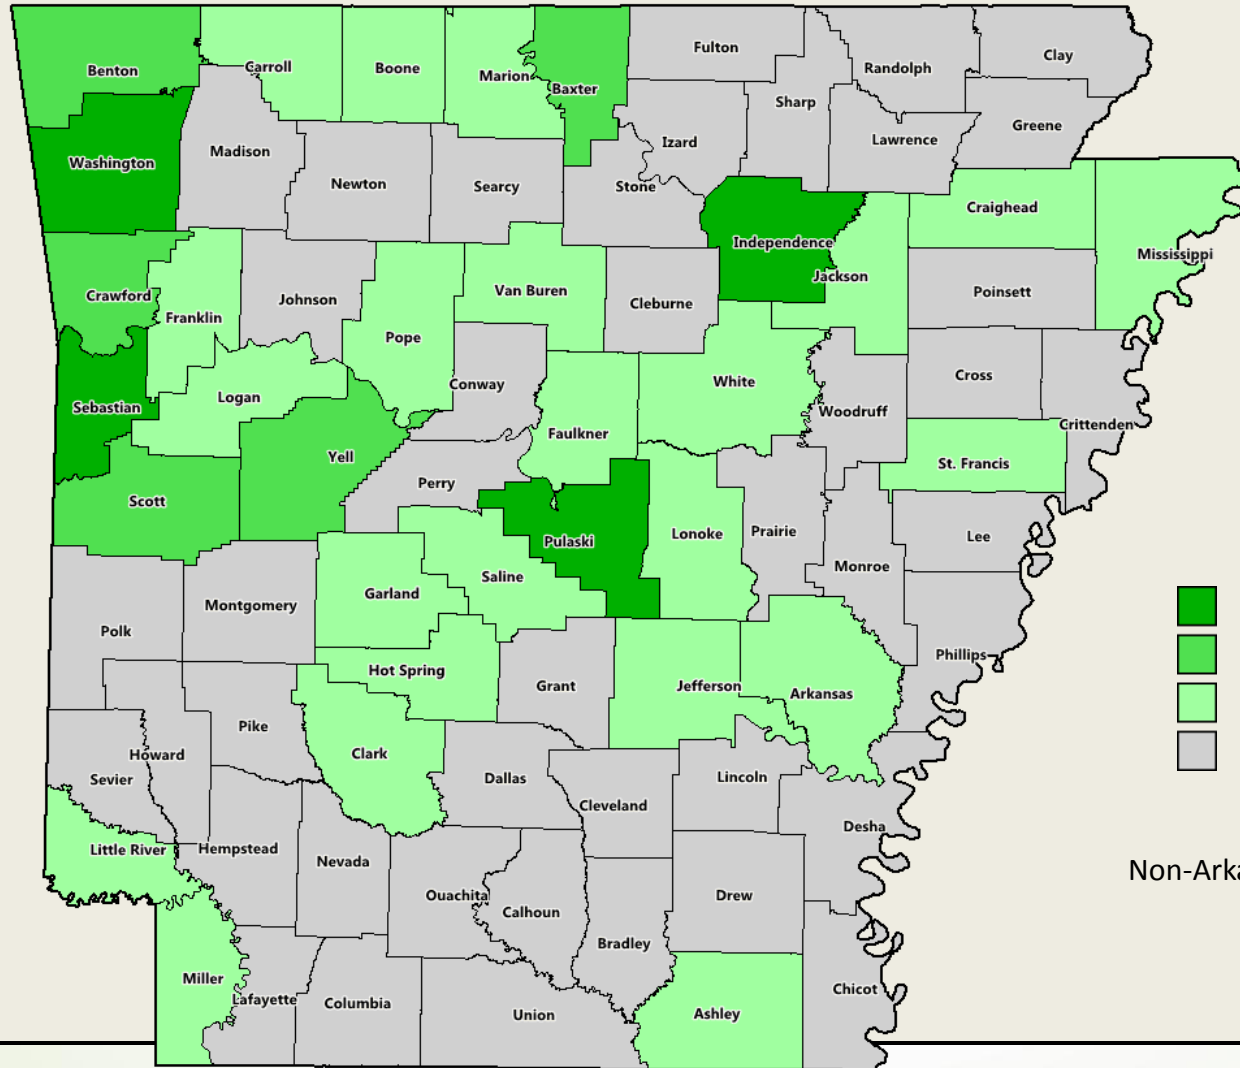 Fulton
Clay
Benton
Carroll
Boone
Marion
Baxter
Randolph
Sharp
Izard
Lawrence
Greene
Washington
Madison
Newton
Searcy
Stone
Craighead
Independence
Jackson
Mississippi
Crawford
Franklin
Johnson
Van Buren
Cleburne
Poinsett
Pope
Logan
Conway
White
Cross
Sebastian
Woodruff
Crittenden
Faulkner
Yell
St. Francis
Scott
Perry
Pulaski
Lonoke
Prairie
Lee
Saline
Monroe
Garland
Montgomery
Polk
Phillips
Hot Spring
Grant
Jefferson
Arkansas
Pike
Clark
Howard
Sevier
Dallas
Lincoln
Cleveland
Desha
Little River
Hempstead
Nevada
Non-Arka
Ouachita
Calhoun
Drew
Bradley
Miller
Lafayette
Columbia
Union
Ashley
Chicot